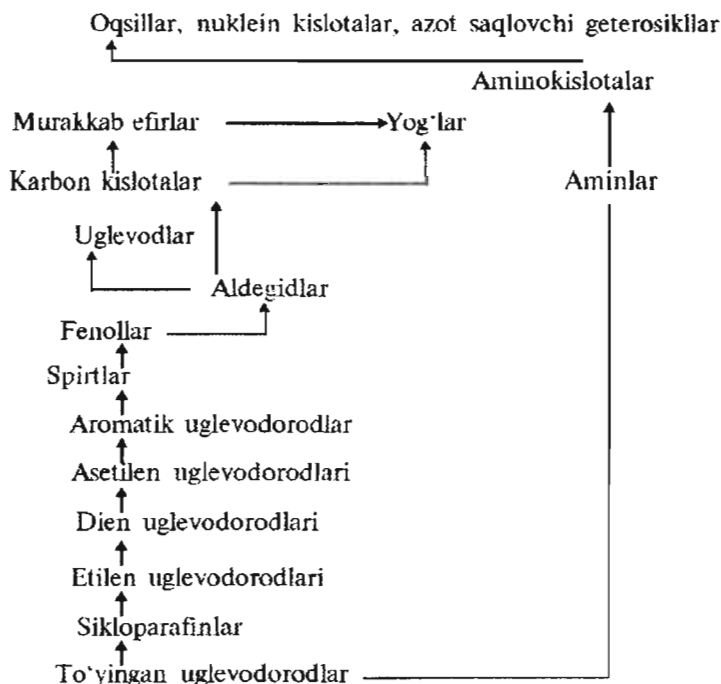 Oqsillar, nuklein kislotalar, azot saqlovchi geterosikllar
Aminokislotalar
Murakkab efirlar Yog‘lar
Karbon kislotalar Aminlar
Uglevodlar
Aldegidlar
Fenollar
Spirtlar
Aromatik uglevodorodlar
Asetilen uglevodorodlari
Dien uglevodorodlari
Etilen uglevodorodlari
Sikloparafinlar
To‘yingan uglevodorodlar